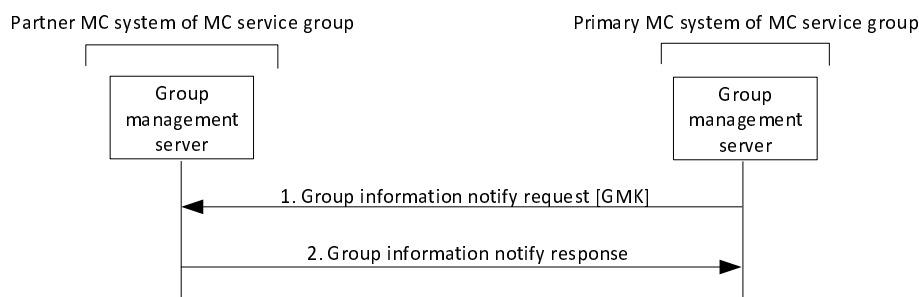 Partner MC system of MC service group
Primary MC system of MC service group
Group
management
server
Group
management
server
1. Group information notify request [GMK]
2. Group information notify response